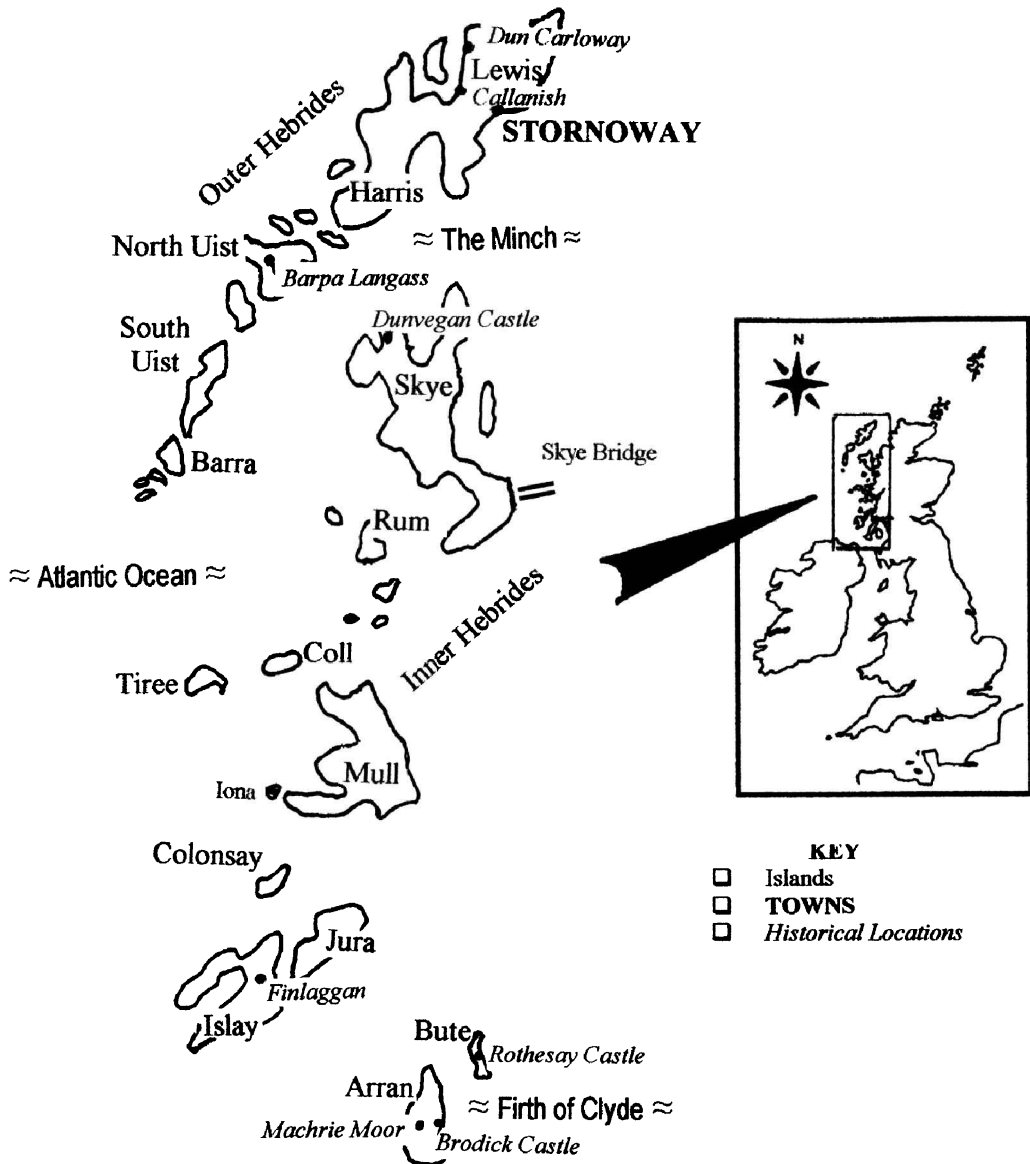 Dun Carloway
Lewis
Callanish
STORNOWAY
Outer Hebrides
Harris
North Uist
≈ The Minch ≈
Barpa Langass
South
Uist
Dunvegan Castle
Skye
Barra
Skye Bridge
Rum
≈ Atlantic Ocean ≈
Inner Hebrides
Coll
Tiree
Mull
Iona
Colonsay
Jura
Finlaggan
Islay
Bute
Rothesay Castle
Arran
≈ Firth of Clyde ≈
Machrie Moor
Brodick Castle
N
KEY
Islands
TOWNS
Historical Locations